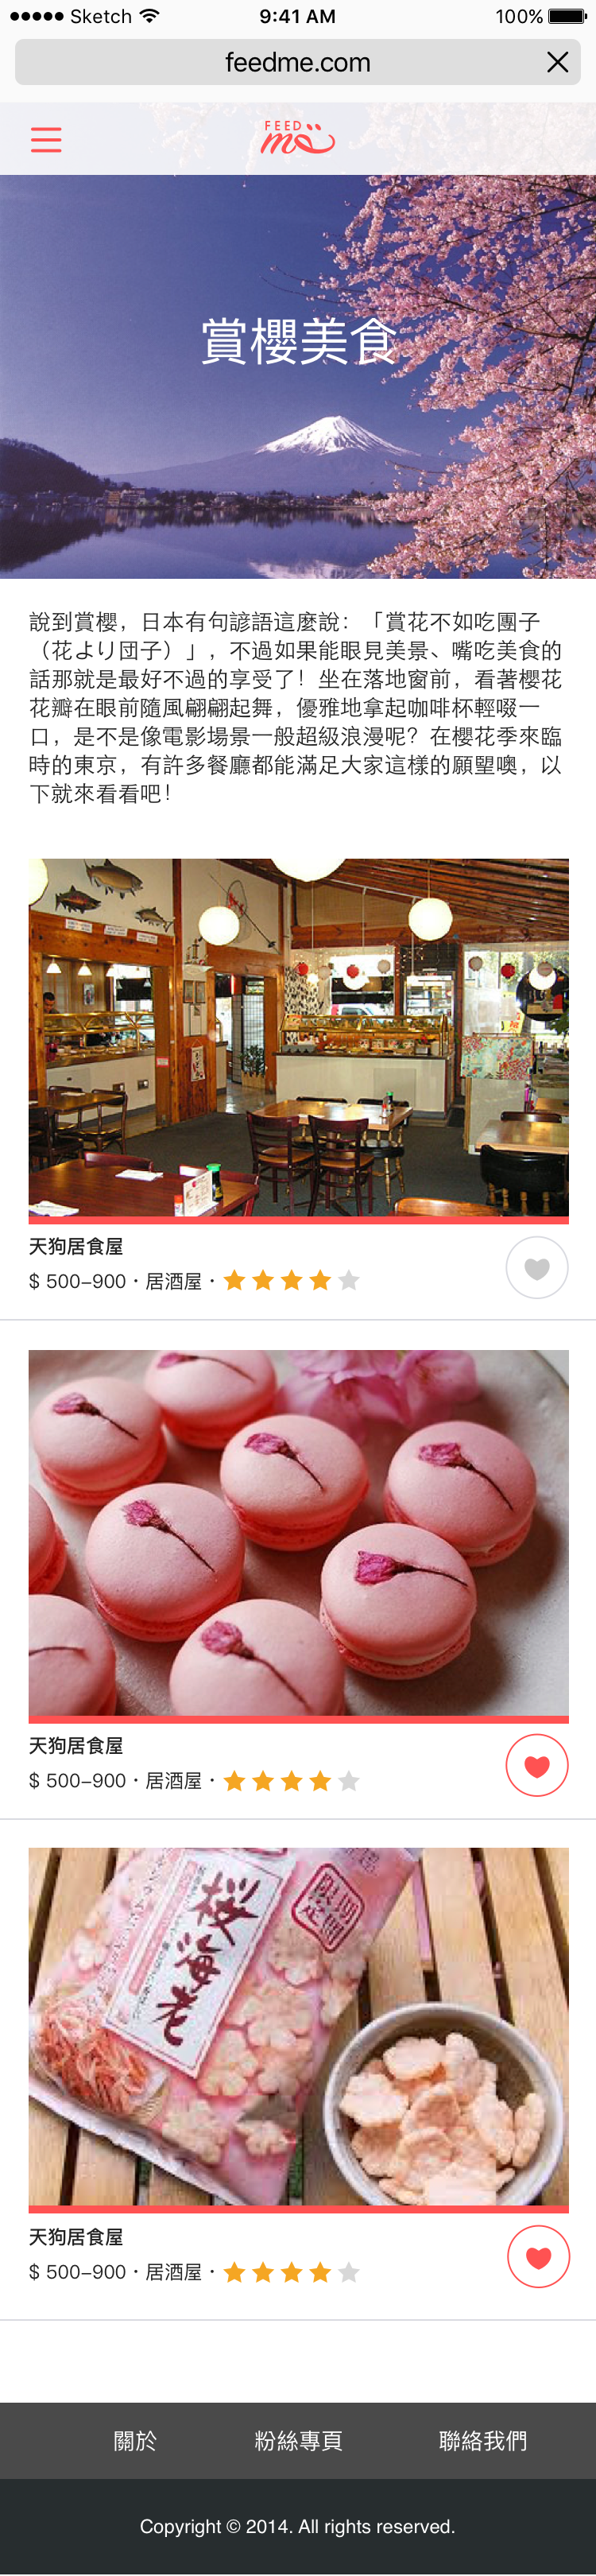 Sketch 9:41 AM 100%
feedme.com
FEED
me
賞櫻美食
說到賞櫻，日本有句諺語這麼說：「賞花不如吃團子
（花より団子）」，不過如果能眼見美景、嘴吃美食的
話那就是最好不過的享受了！坐在落地窗前，看著櫻花
花瓣在眼前隨風翩翩起舞，優雅地拿起咖啡杯輕啜一
口，是不是像電影場景一般超級浪漫呢？在櫻花季來臨
時的東京，有許多餐廳都能滿足大家這樣的願望噢，以
下就來看看吧！
天狗居食屋
$ 500–900・居酒屋・
天狗居食屋
$ 500–900・居酒屋・
桜海老
天狗居食屋
$ 500–900・居酒屋・
關於 粉絲專頁 聯絡我們
Copyright © 2014. All rights reserved.